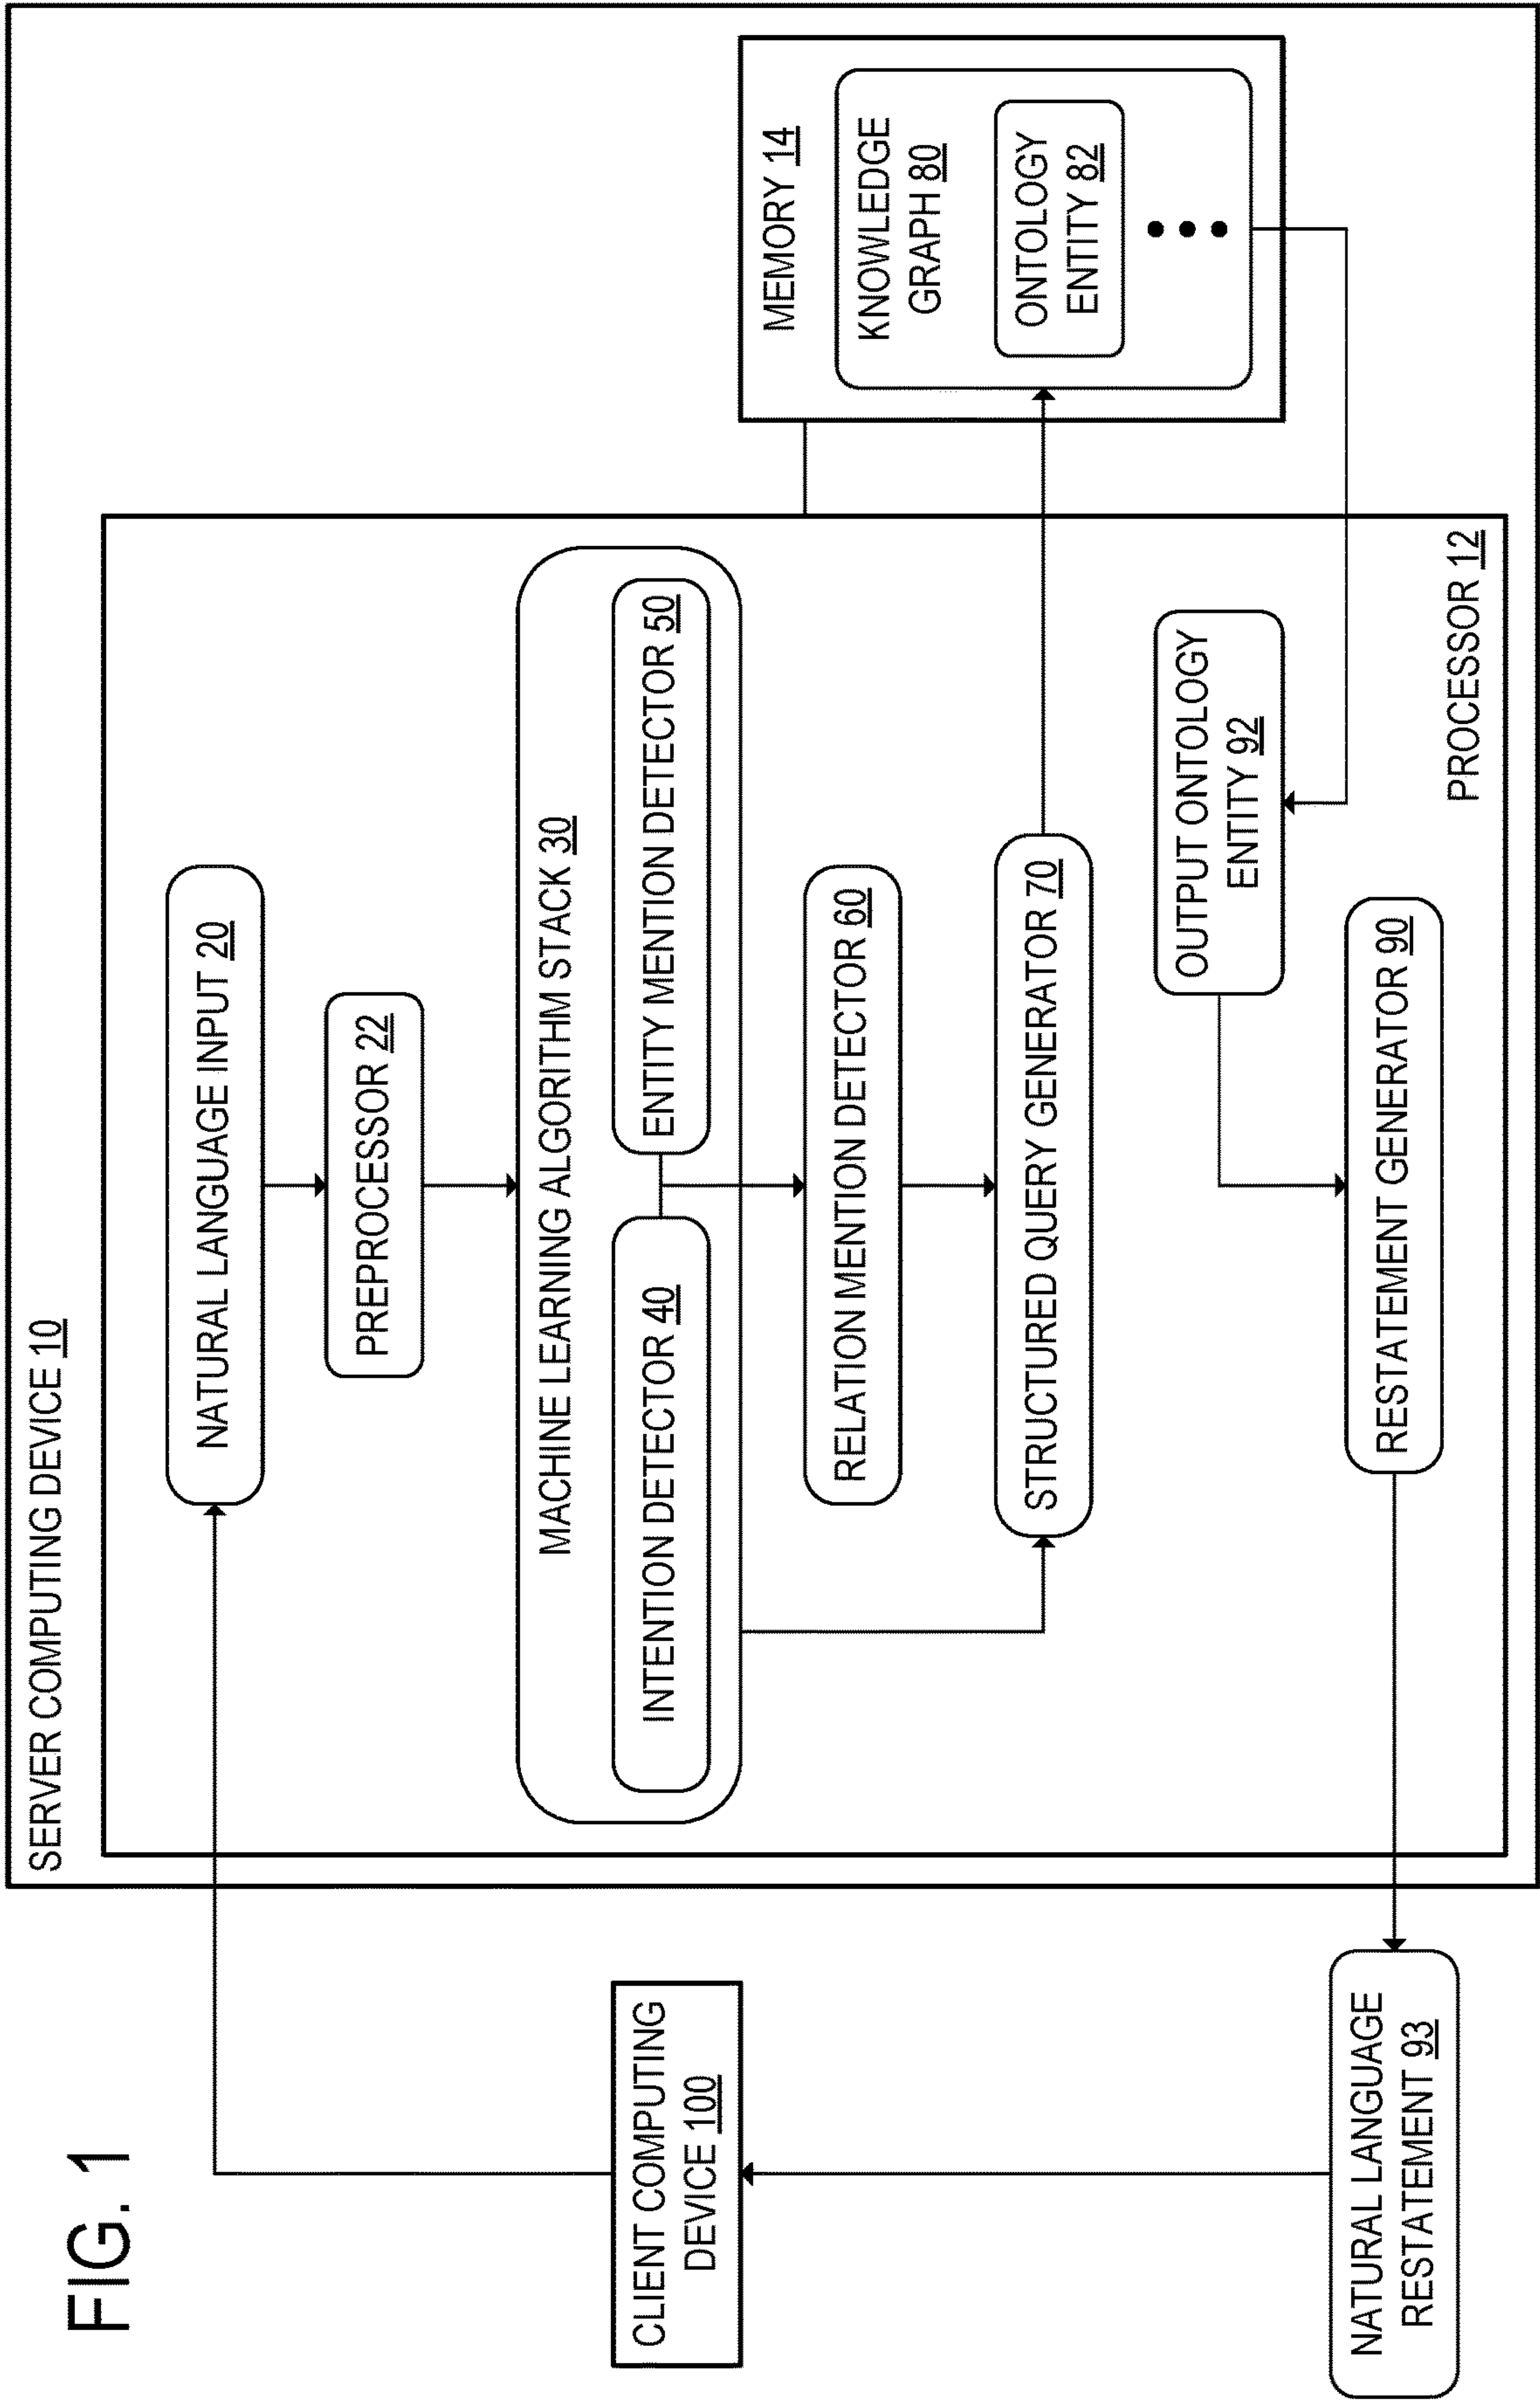 FIG. 1
SERVER COMPUTING DEVICE 10
NATURAL LANGUAGE INPUT 20
PREPROCESSOR 22
MACHINE LEARNING ALGORITHM STACK 30
INTENTION DETECTOR 40
ENTITY MENTION DETECTOR 50
RELATION MENTION DETECTOR 60
STRUCTURED QUERY GENERATOR 70
MEMORY 14
KNOWLEDGE
GRAPH 80
ONTOLOGY
ENTITY 82
OUTPUT ONTOLOGY
ENTITY 92
RESTATEMENT GENERATOR 90
PROCESSOR 12
CLIENT COMPUTING
DEVICE 100
NATURAL LANGUAGE
RESTATEMENT 93